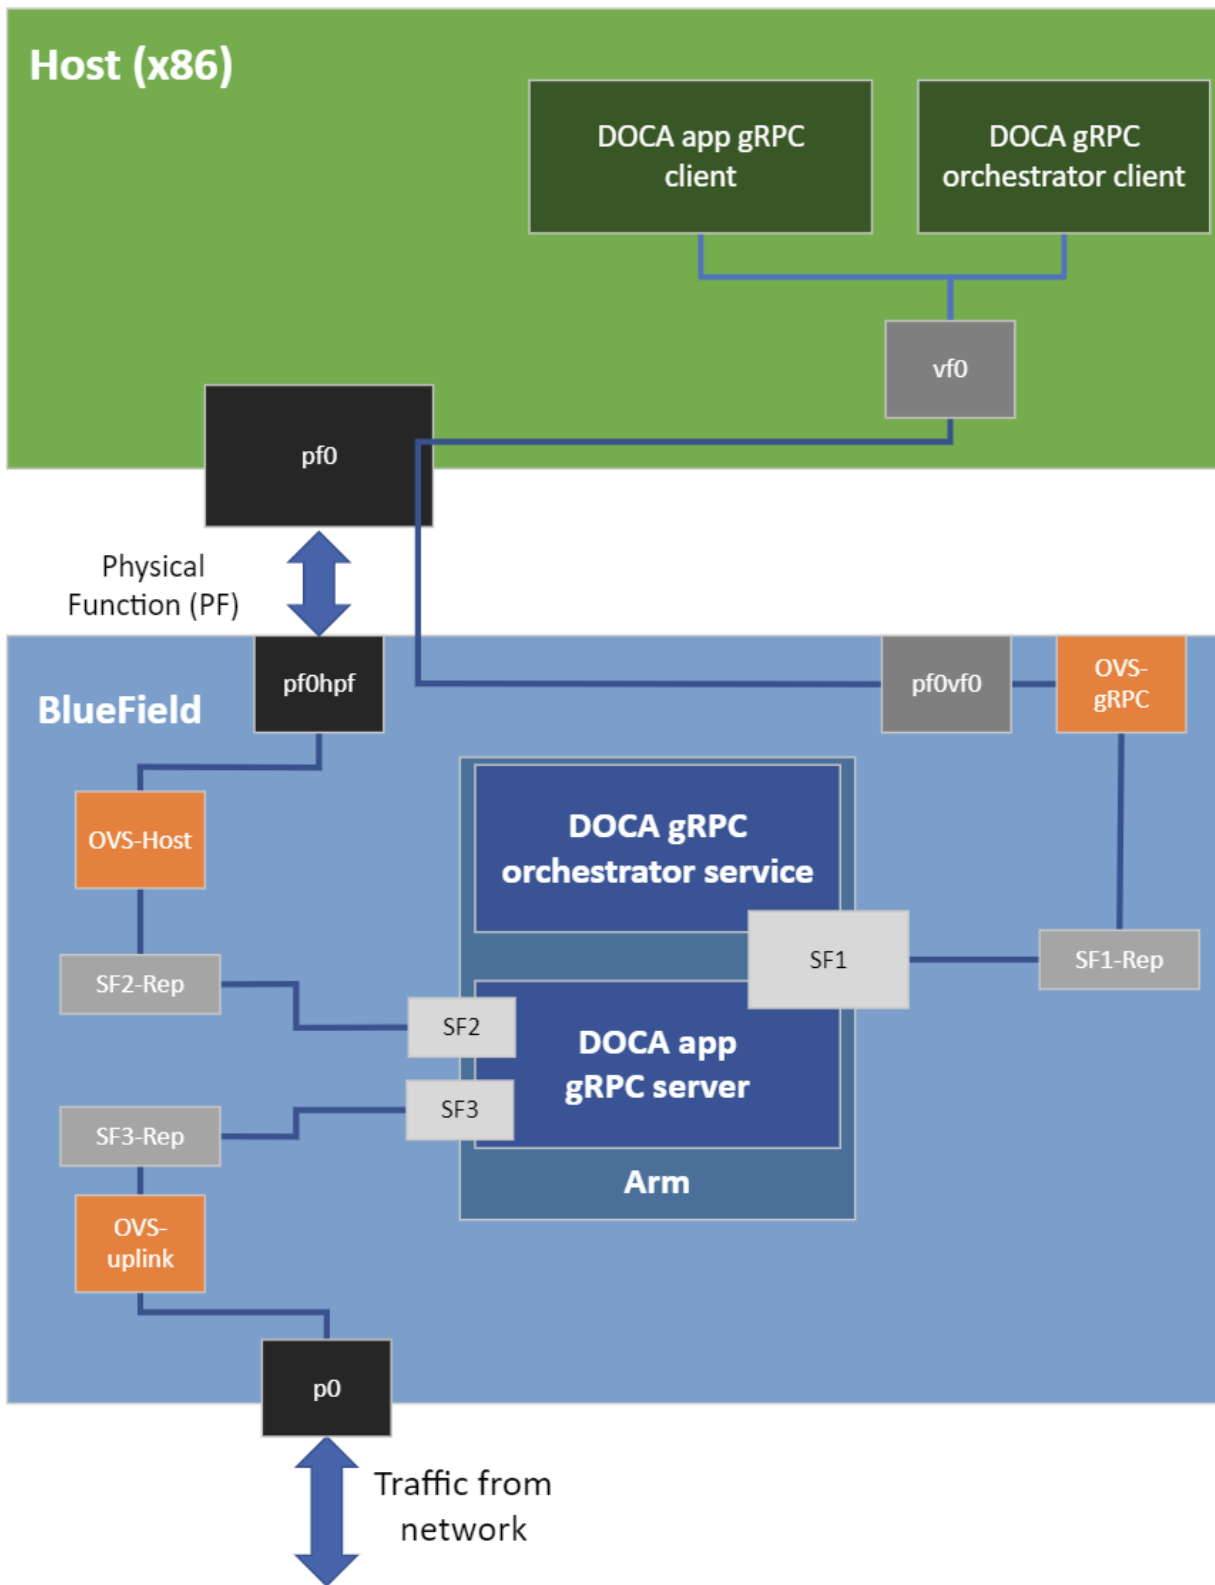 Host (x86)
DOCA app gRPC
client
DOCA gRPC
orchestrator client
vf0
pf0
Physical
Function (PF)
pf0hpf
pf0vf0
OVS-
gRPC
BlueField
OVS-Host
DOCA gRPC
orchestrator service
SF1
SF1-Rep
SF2-Rep
SF2
DOCA app
gRPC server
SF3
SF3-Rep
Arm
OVS-
uplink
p0
Traffic from
network